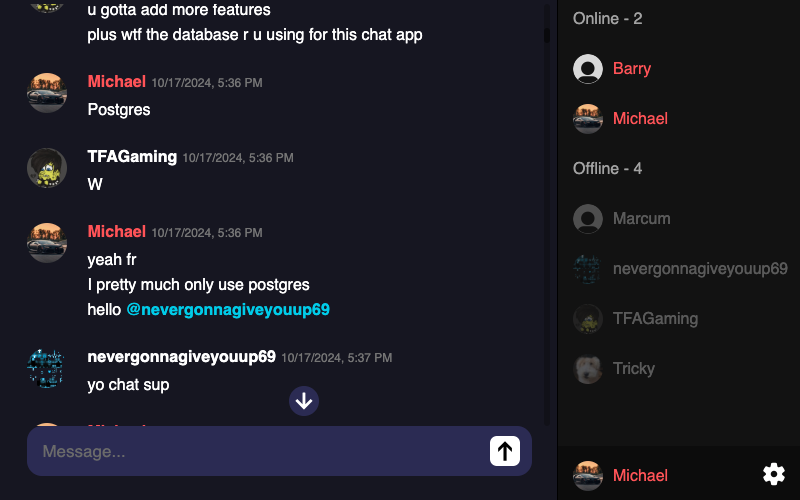 u gotta add more features
plus wtf the database r u using for this chat app
Michael 10/17/2024, 5:36 PM
Postgres
TFAGaming 10/17/2024, 5:36 PM
W
Michael 10/17/2024, 5:36 PM
yeah fr
I pretty much only use postgres
hello @nevergonnagiveyouup69
nevergonnagiveyouup69 10/17/2024, 5:37 PM
yo chat sup
Message...
Online - 2
Barry
Michael
Offline - 4
Marcum
nevergonnagiveyouup69
TFAGaming
Tricky
Michael